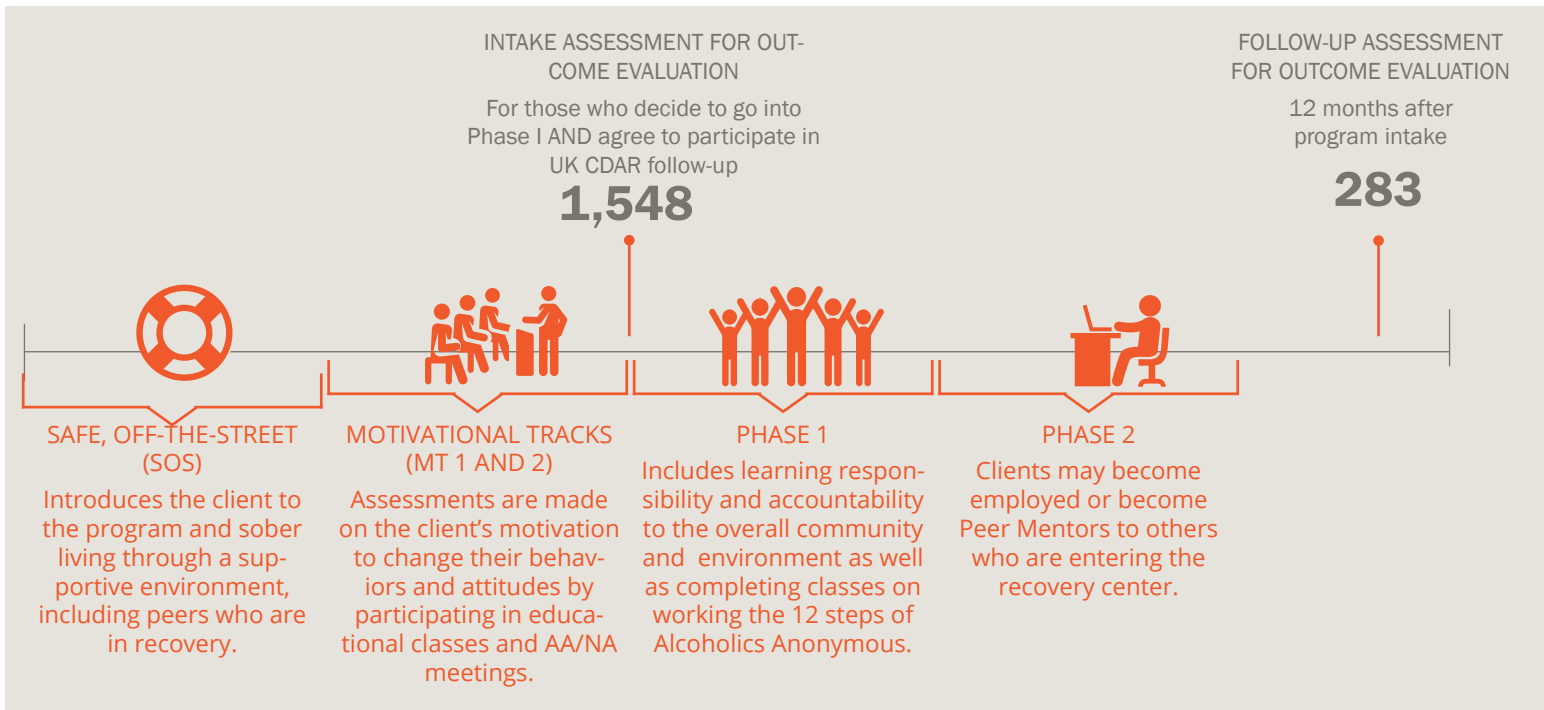 INTAKE ASSESSMENT FOR OUT-
COME EVALUATION
For those who decide to go into
Phase I AND agree to participate in
UK CDAR follow-up
1,548
FOLLOW-UP ASSESSMENT
FOR OUTCOME EVALUATION
12 months after
program intake
283
SAFE, OFF-THE-STREET
(SOS)
Introduces the client to
the program and sober
living through a sup-
portive environment,
including peers who are
in recovery.
MOTIVATIONAL TRACKS
(MT 1 AND 2)
Assessments are made
on the client’s motivation
to change their behav-
iors and attitudes by
participating in educa-
tional classes and AA/NA
meetings.
PHASE 1
Includes learning respon-
sibility and accountability
to the overall community
and environment as well
as completing classes on
working the 12 steps of
Alcoholics Anonymous.
PHASE 2
Clients may become
employed or become
Peer Mentors to others
who are entering the
recovery center.